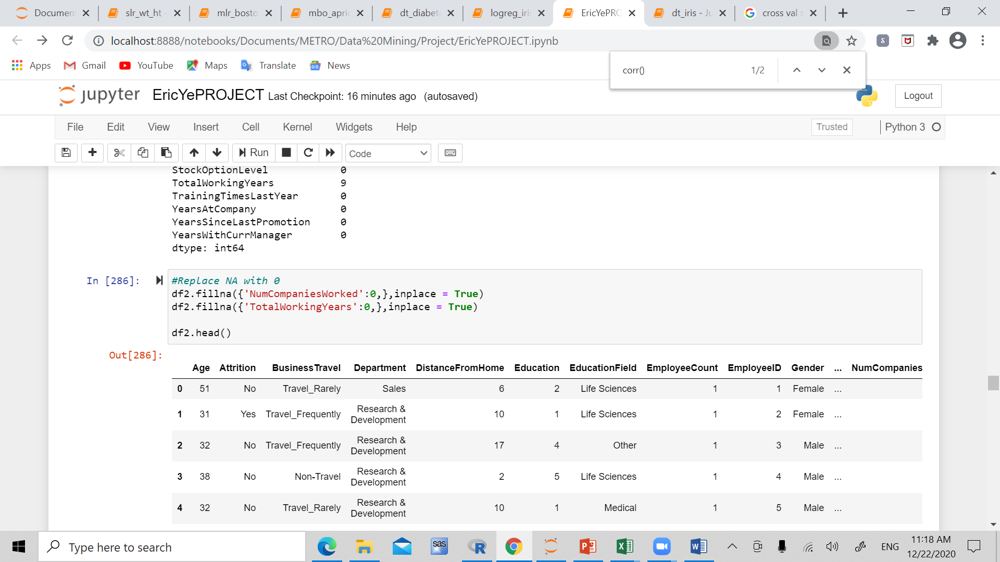 Document
slr_wt_ht -
mlr_bosto
mbo_apri
dt_diabet
logreg_iris
EricYePRO
dt_iris - Ju
cross val s
localhost:8888/notebooks/Documents/METRO/Data%20Mining/Project/EricYePROJECT.ipynb
Apps Gmail YouTube Maps Translate News
corr() 1/2
jupyter EricYePROJECT Last Checkpoint: 16 minutes ago (autosaved)
Logout
File Edit View Insert Cell Kernel Widgets Help
Trusted Python 3
Run Code
StockOptionLevel 0
TotalWorkingYears 9
TrainingTimesLastYear 0
YearsAtCompany 0
YearsSinceLastPromotion 0
YearsWithCurrManager 0
dtype: int64
In [286]:
#Replace NA with 0
df2.fillna({'NumCompaniesWorked':0,},inplace = True)
df2.fillna({'TotalWorkingYears':0,},inplace = True)
df2.head()
Out[286]:
Age Attrition BusinessTravel Department DistanceFromHome Education EducationField EmployeeCount EmployeeID Gender ... NumCompanies
0 51 No Travel_Rarely Sales 6 2 Life Sciences 1 1 Female ...
1 31 Yes Travel_Frequently Research & Development 10 1 Life Sciences 1 2 Female ...
2 32 No Travel_Frequently Research & Development 17 4 Other 1 3 Male ...
3 38 No Non-Travel Research & Development 2 5 Life Sciences 1 4 Male ...
4 32 No Travel_Rarely Research & Development 10 1 Medical 1 5 Male ...
Type here to search
sas
ENG
11:18 AM
12/22/2020